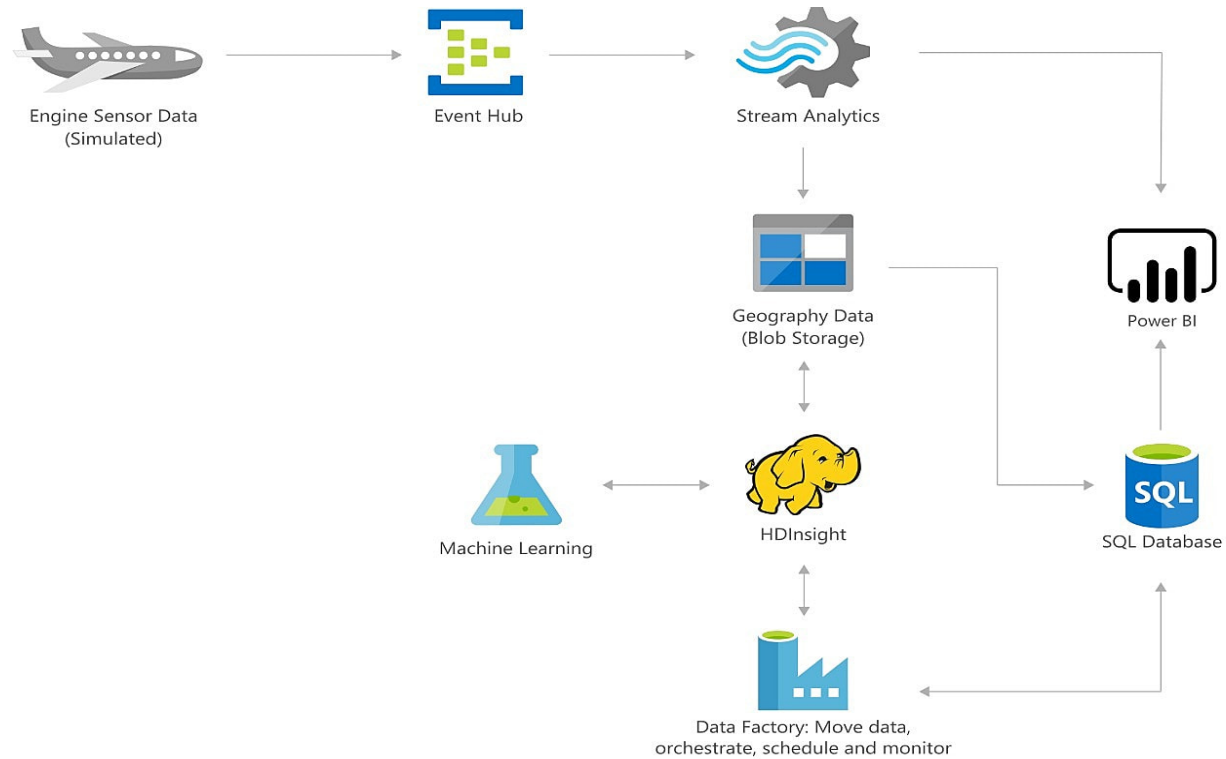 Engine Sensor Data
(Simulated)
Event Hub
Stream Analytics
Geography Data
(Blob Storage)
Power BI
Machine Learning
HDInsight
SQL
SQL Database
Data Factory: Move data,
orchestrate, schedule and monitor